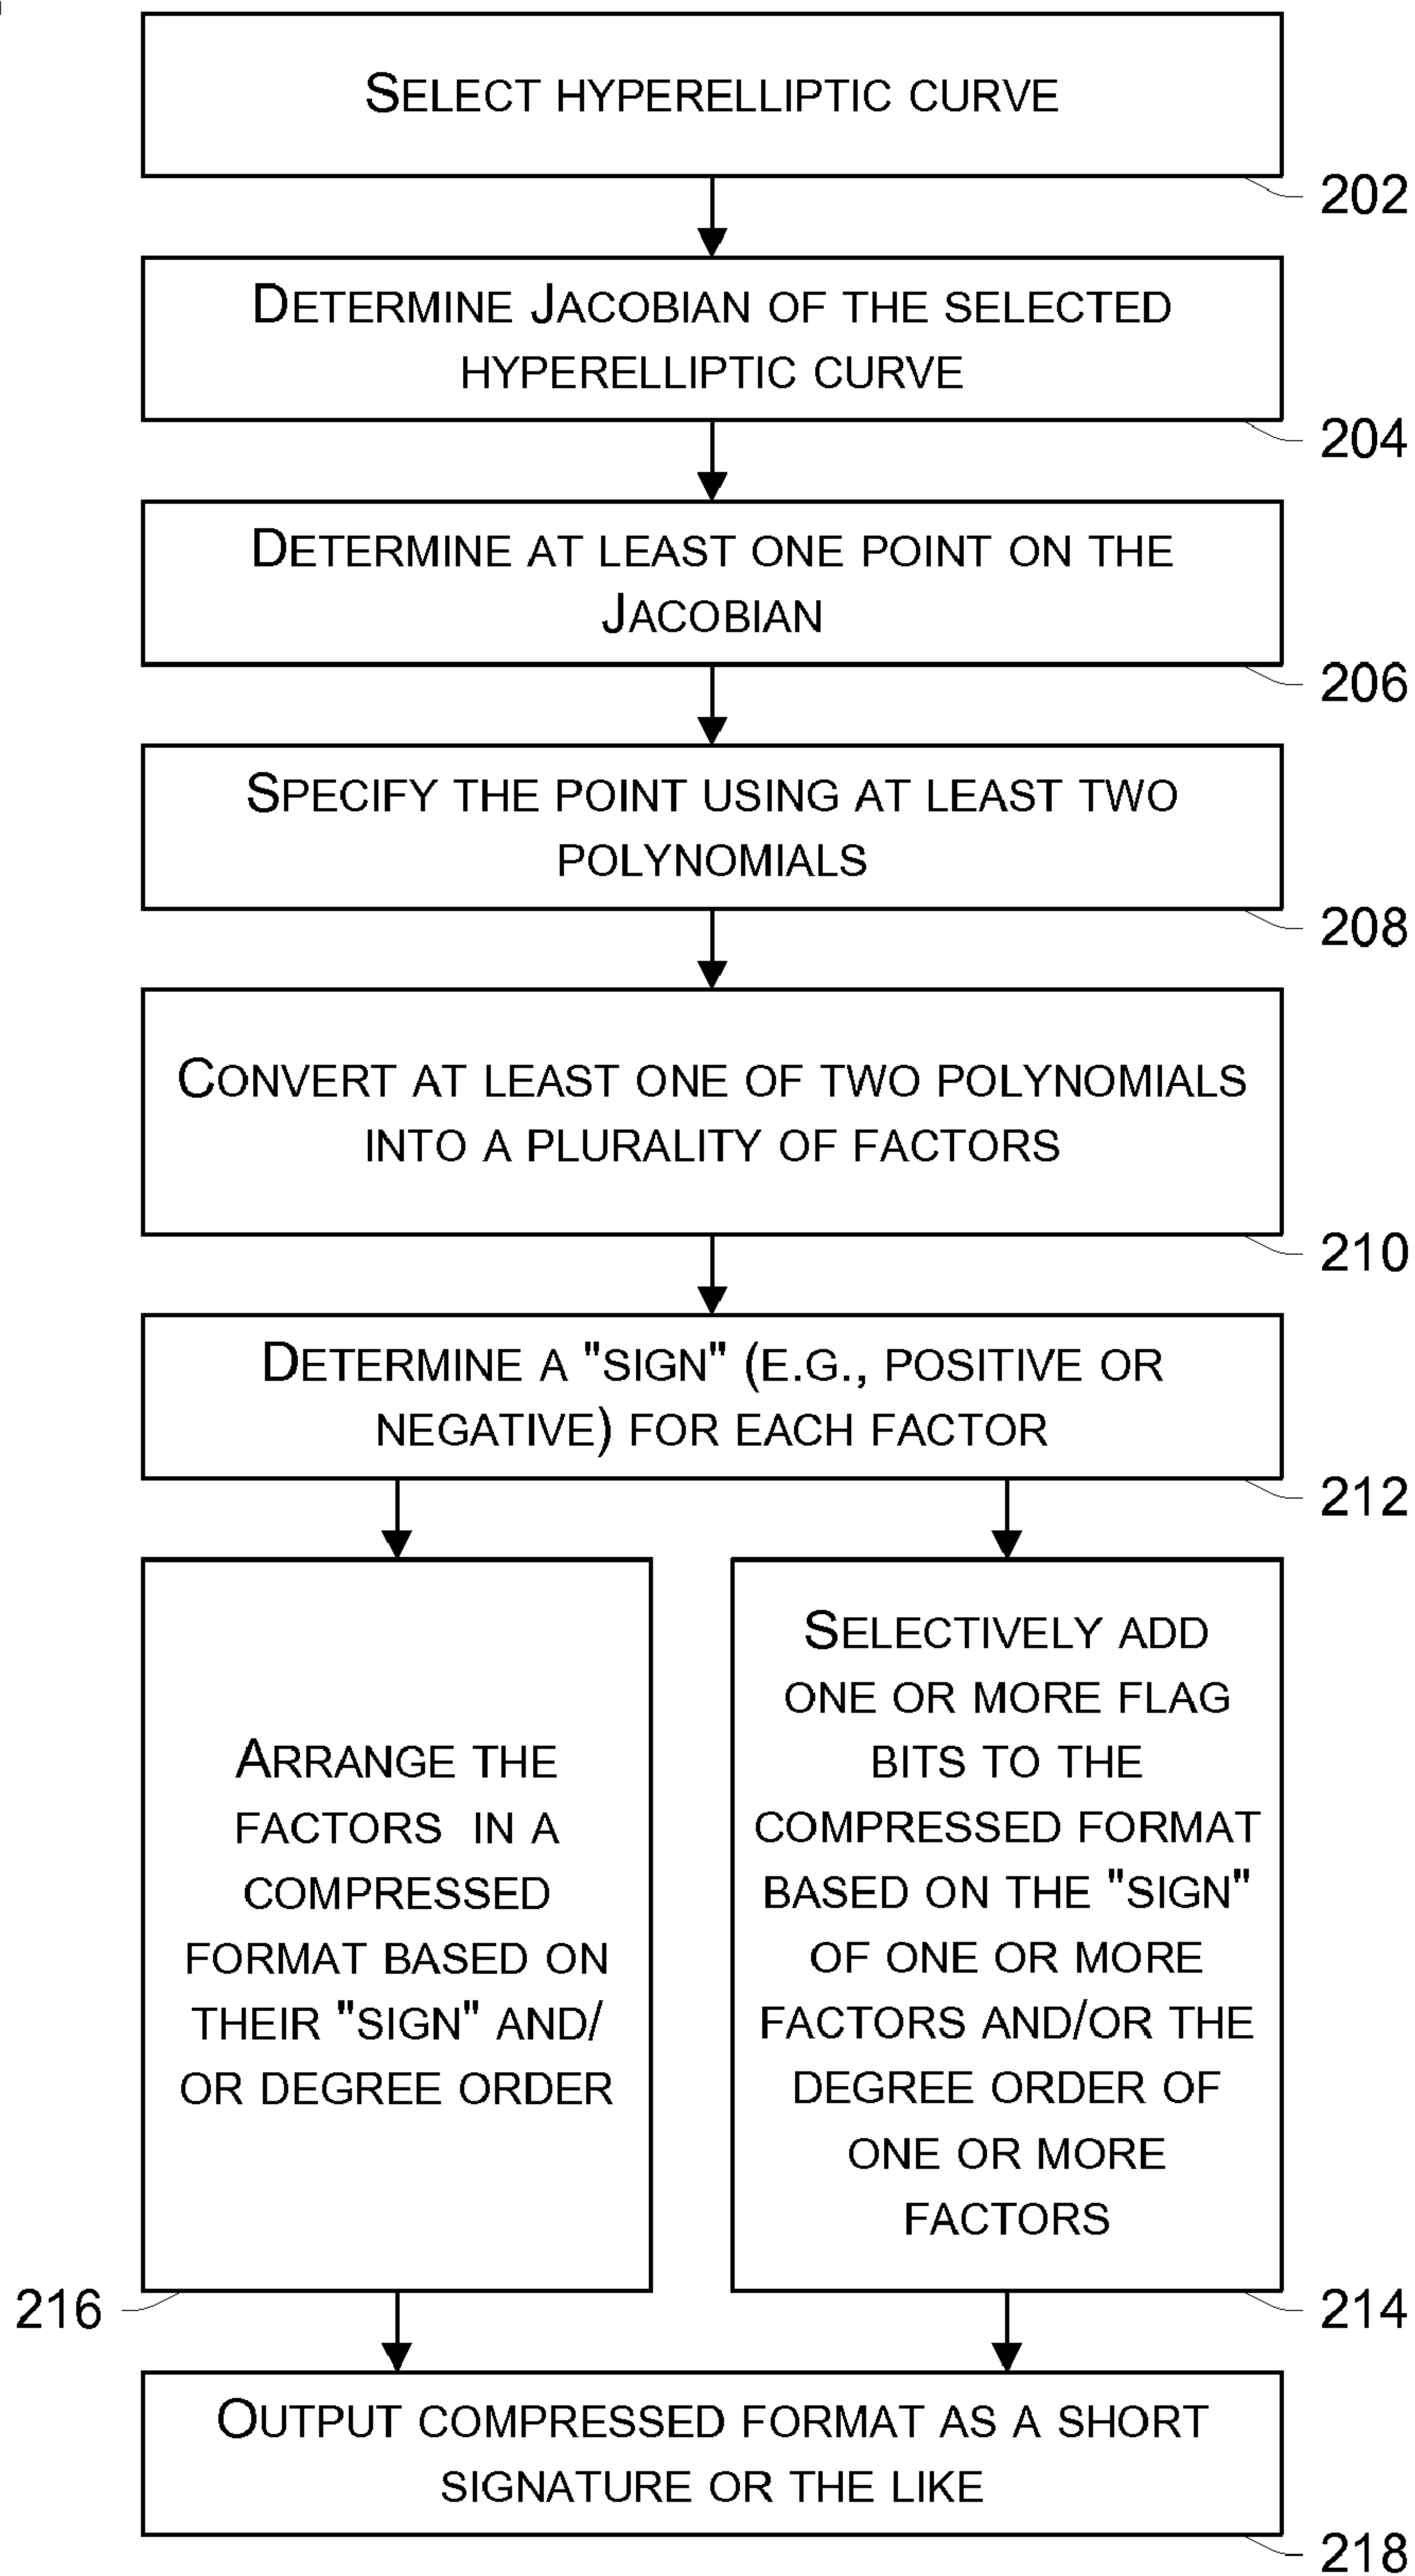 SELECT HYPERELLIPTIC CURVE
202
DETERMINE JACOBIAN OF THE SELECTED
HYPERELLIPTIC CURVE
204
DETERMINE AT LEAST ONE POINT ON THE
JACOBIAN
206
SPECIFY THE POINT USING AT LEAST TWO
POLYNOMIALS
208
CONVERT AT LEAST ONE OF TWO POLYNOMIALS
INTO A PLURALITY OF FACTORS
210
DETERMINE A "SIGN" (E.G., POSITIVE OR
NEGATIVE) FOR EACH FACTOR
212
ARRANGE THE
FACTORS IN A
COMPRESSED
FORMAT BASED ON
THEIR "SIGN" AND/
OR DEGREE ORDER
216
SELECTIVELY ADD
ONE OR MORE FLAG
BITS TO THE
COMPRESSED FORMAT
BASED ON THE "SIGN"
OF ONE OR MORE
FACTORS AND/OR THE
DEGREE ORDER OF
ONE OR MORE
FACTORS
214
OUTPUT COMPRESSED FORMAT AS A SHORT
SIGNATURE OR THE LIKE
218